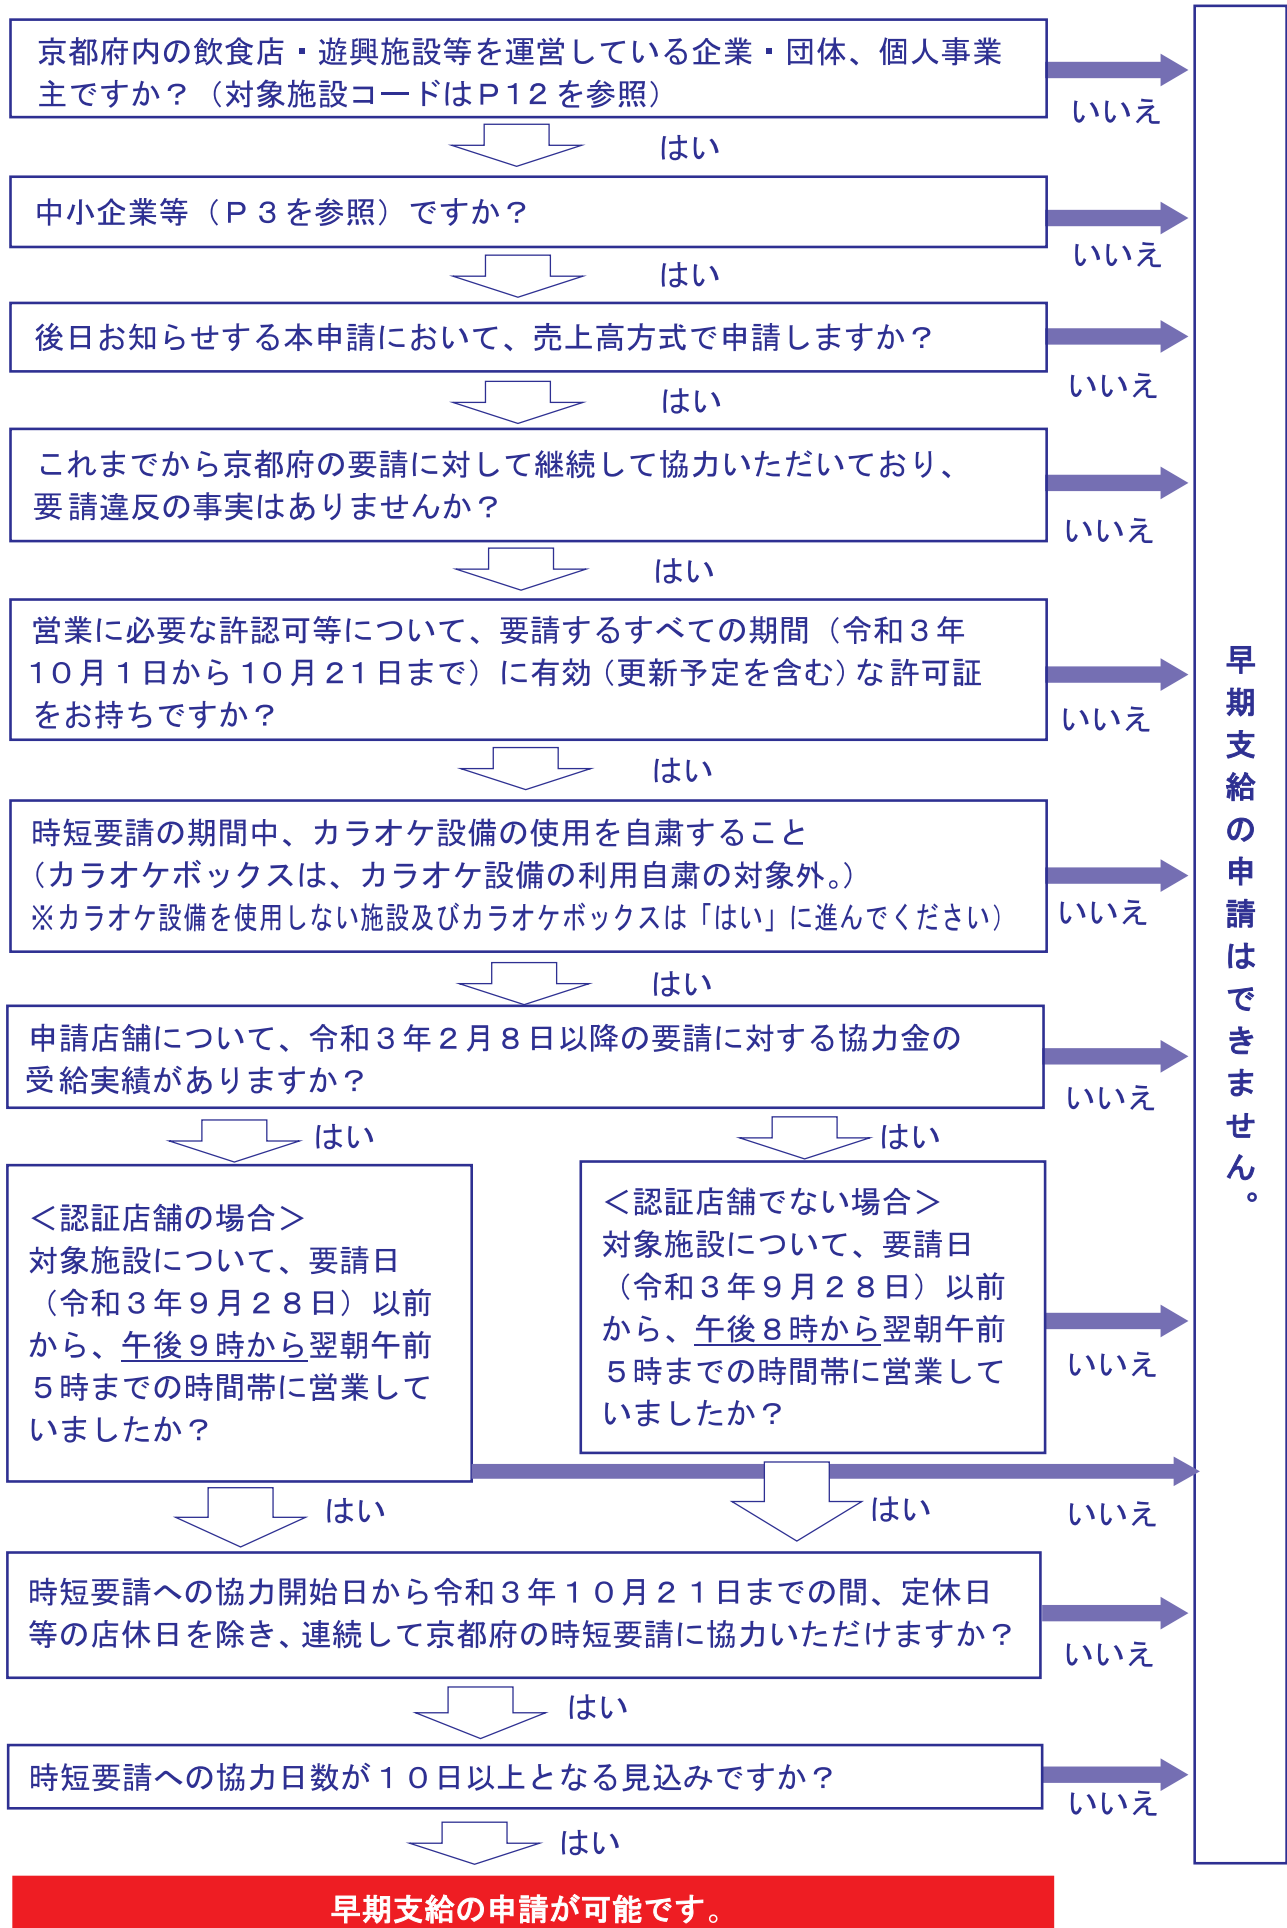 京都府内の飲食店・遊興施設等を運営している企業・団体、個人事業
主ですか？（対象施設コードはＰ１２を参照）
いいえ
はい
中小企業等（Ｐ３を参照）ですか？
いいえ
はい
後日お知らせする本申請において、売上高方式で申請しますか？
いいえ
はい
これまでから京都府の要請に対して継続して協力いただいており、
要請違反の事実はありませんか？
いいえ
はい
営業に必要な許認可等について、要請するすべての期間（令和３年
１０月１日から１０月２１日まで）に有効（更新予定を含む）な許可証
をお持ちですか？
いいえ
はい
時短要請の期間中、カラオケ設備の使用を自粛すること
（カラオケボックスは、カラオケ設備の利用自粛の対象外。）
※カラオケ設備を使用しない施設及びカラオケボックスは「はい」に進んでください）
いいえ
はい
申請店舗について、令和３年２月８日以降の要請に対する協力金の
受給実績がありますか？
いいえ
はい
はい
＜認証店舗の場合＞
対象施設について、要請日
（令和３年９月２８日）以前
から、午後９時から翌朝午前
５時までの時間帯に営業して
いましたか？
＜認証店舗でない場合＞
対象施設について、要請日
（令和３年９月２８日）以前
から、午後８時から翌朝午前
５時までの時間帯に営業して
いましたか？
いいえ
はい
はい
いいえ
時短要請への協力開始日から令和３年１０月２１日までの間、定休日
等の店休日を除き、連続して京都府の時短要請に協力いただけますか？
いいえ
はい
時短要請への協力日数が１０日以上となる見込みですか？
いいえ
はい
早期支給の申請が可能です。
早期支給の申請はできません。